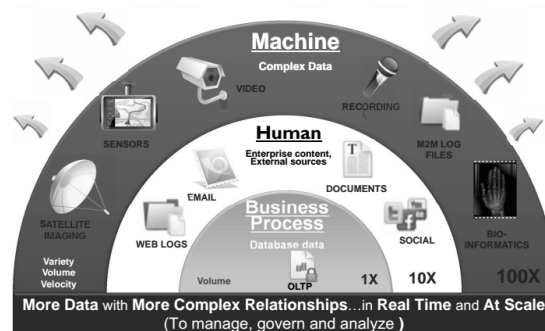 Machine
Complex Data
VIDEO
RECORDING
SENSORS
M2M LOG
FILES
Human
Enterprise content,
External sources
EMAIL
DOCUMENTS
SATELLITE
IMAGING
WEB LOGS
SOCIAL
BIO-
INFORMATICS
Business
Process
Database data
Variety
Volume
Velocity
Volume
OLTP
1X
10X
100X
More Data with More Complex Relationships...in Real Time and At Scale
(To manage, govern and analyze )